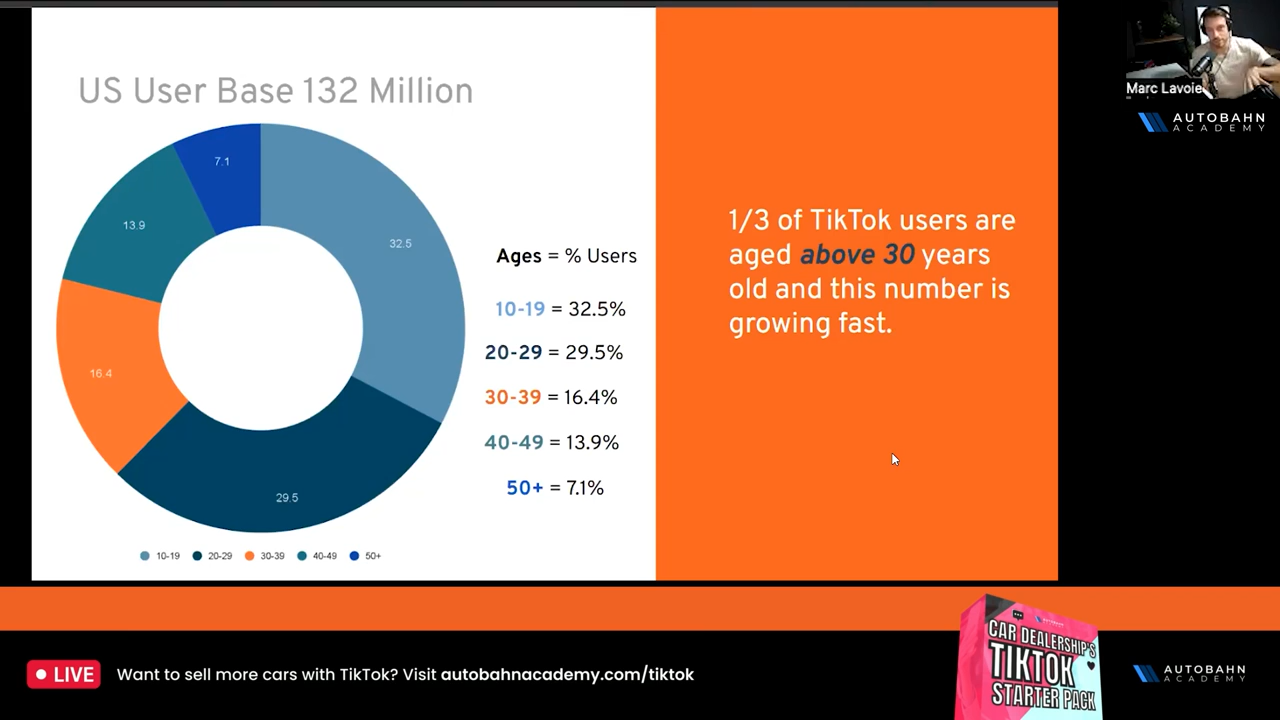 US User Base 132 Million
7.1
13.9
32.5
16.4
29.5
10-19
20-29
30-39
40-49
50+
Ages = % Users
10-19 = 32.5%
20-29 = 29.5%
30-39 = 16.4%
40-49 = 13.9%
50+ = 7.1%
1/3 of TikTok users are
aged above 30 years
old and this number is
growing fast.
Marc Lavoie
AUTOBAHN
ACADEMY
LIVE
Want to sell more cars with TikTok? Visit autobahnacademy.com/tiktok
AUTOBAHN
CAR DEALERSHIP'S
TIKTOK
STARTER PACK
AUTOBAHN
ACADEMY